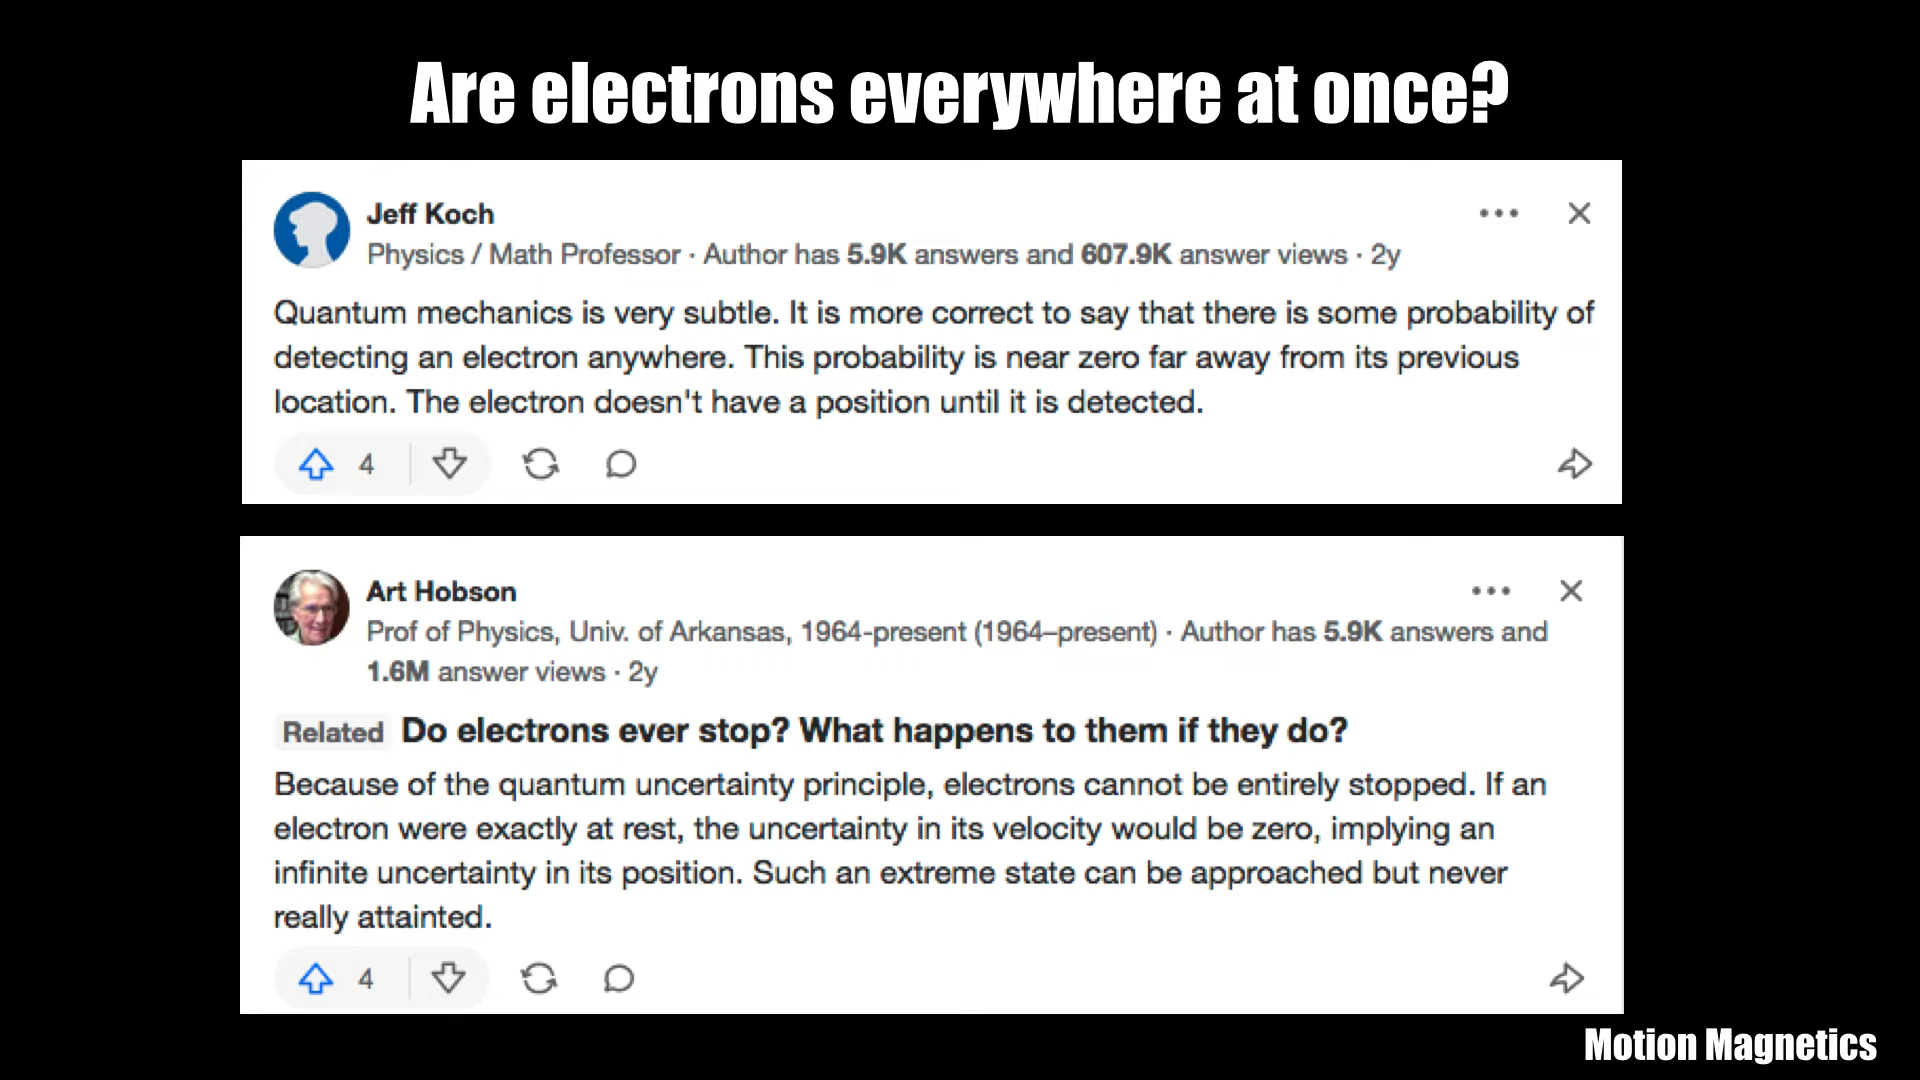 Are electrons everywhere at once?
Jeff Koch
Physics / Math Professor · Author has 5.9K answers and 607.9K answer views · 2y
Quantum mechanics is very subtle. It is more correct to say that there is some probability of
detecting an electron anywhere. This probability is near zero far away from its previous
location. The electron doesn't have a position until it is detected.
4
Art Hobson
Prof of Physics, Univ. of Arkansas, 1964-present (1964–present) · Author has 5.9K answers and
1.6M answer views · 2y
Related Do electrons ever stop? What happens to them if they do?
Because of the quantum uncertainty principle, electrons cannot be entirely stopped. If an
electron were exactly at rest, the uncertainty in its velocity would be zero, implying an
infinite uncertainty in its position. Such an extreme state can be approached but never
really attainted.
4
Motion Magnetics